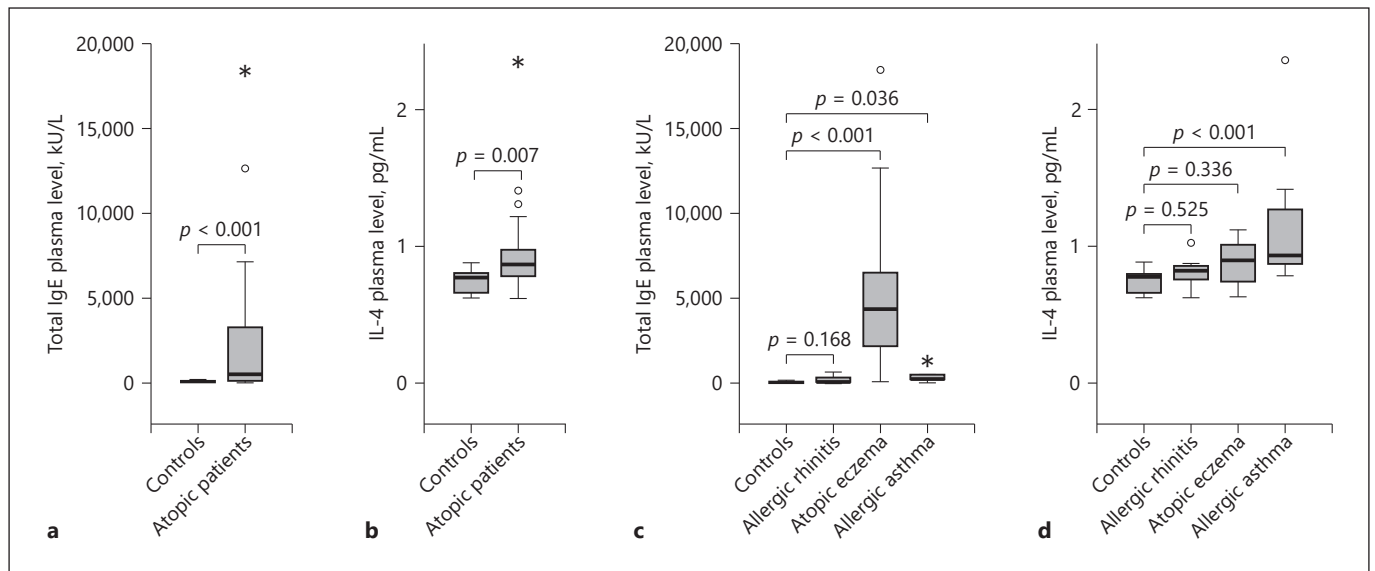 Total IgE plasma level, kU/L
20,000
15,000
10,000
5,000
0
*
p < 0.001
Controls
Atopic patients
a
IL-4 plasma level, pg/mL
2
1
0
*
p = 0.007
Controls
Atopic patients
b
Total IgE plasma level, kU/L
20,000
15,000
10,000
5,000
0
p = 0.036
p < 0.001
p = 0.168
*
Controls
Allergic rhinitis
Atopic eczema
Allergic asthma
c
IL-4 plasma level, pg/mL
2
1
0
p < 0.001
p = 0.336
p = 0.525
Controls
Allergic rhinitis
Atopic eczema
Allergic asthma
d